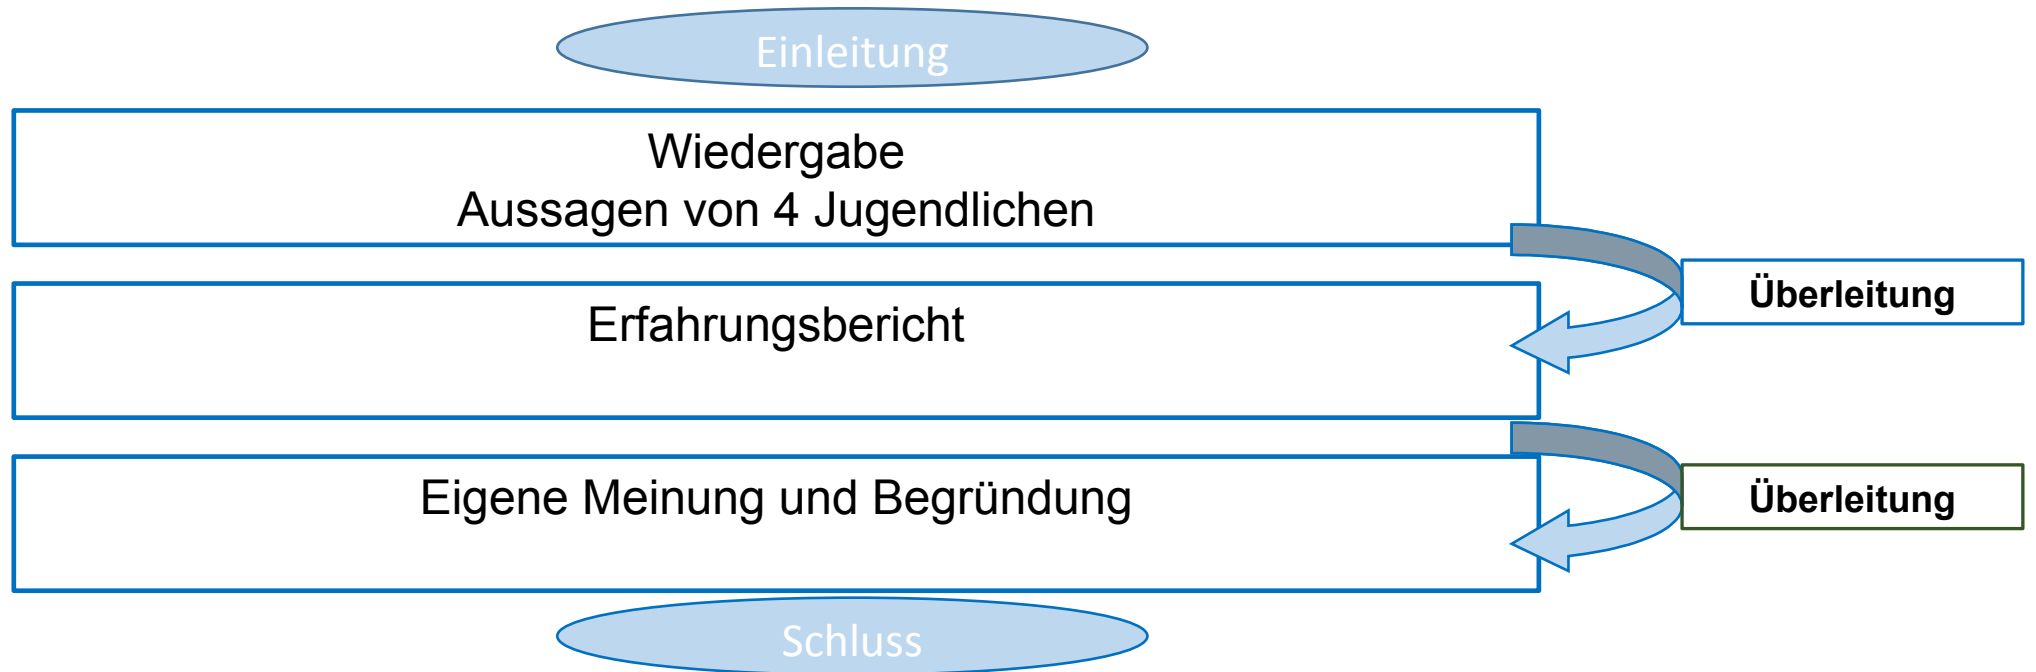 Einleitung
Wiedergabe
Aussagen von 4 Jugendlichen
Überleitung
Erfahrungsbericht
Eigene Meinung und Begründung
Überleitung
Schluss